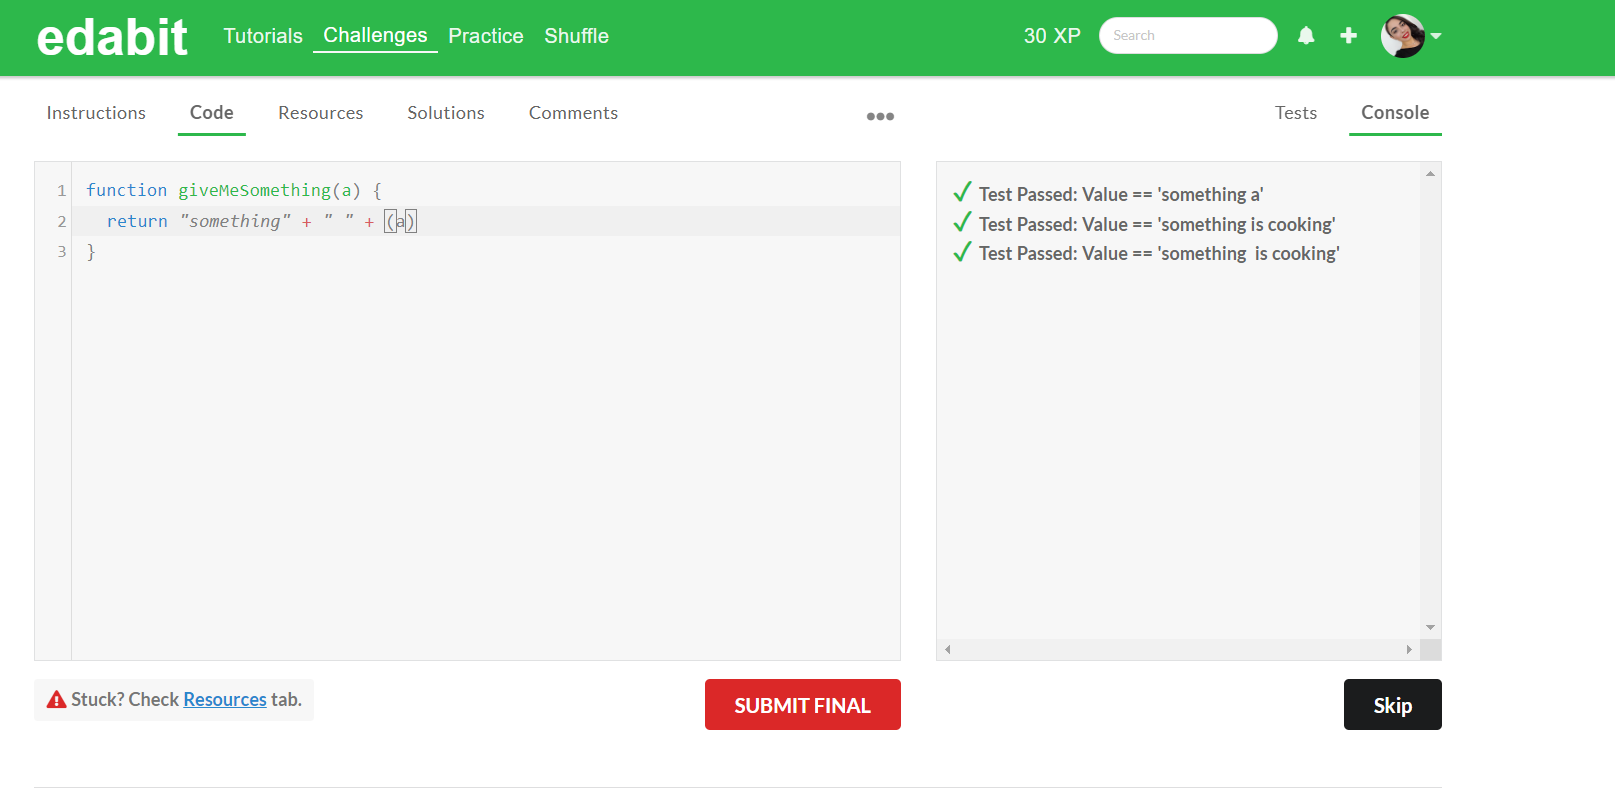 edabit Tutorials Challenges Practice Shuffle 30 XP Search
Instructions Code Resources Solutions Comments ••• Tests Console
1 function giveMeSomething(a) {
2 return "something" + " " + (a)
3 }
Test Passed: Value == 'something a'
Test Passed: Value == 'something is cooking'
Test Passed: Value == 'something  is cooking'
Stuck? Check Resources tab.
SUBMIT FINAL
Skip